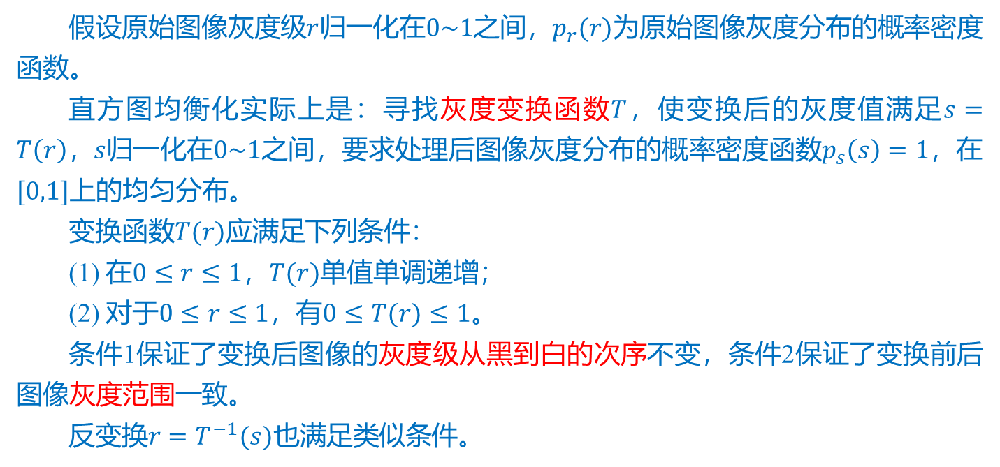 假设原始图像灰度级r归一化在0~1之间，pᵣ(r)为原始图像灰度分布的概率密度
函数。
直方图均衡化实际上是：寻找灰度变换函数T，使变换后的灰度值满足s =
T(r)，s归一化在0~1之间，要求处理后图像灰度分布的概率密度函数pₛ(s) = 1，在
[0,1]上的均匀分布。
变换函数T(r)应满足下列条件：
(1) 在0 ≤ r ≤ 1，T(r)单值单调递增；
(2) 对于0 ≤ r ≤ 1，有0 ≤ T(r) ≤ 1。
条件1保证了变换后图像的灰度级从黑到白的次序不变，条件2保证了变换前后
图像灰度范围一致。
反变换r = T⁻¹(s)也满足类似条件。